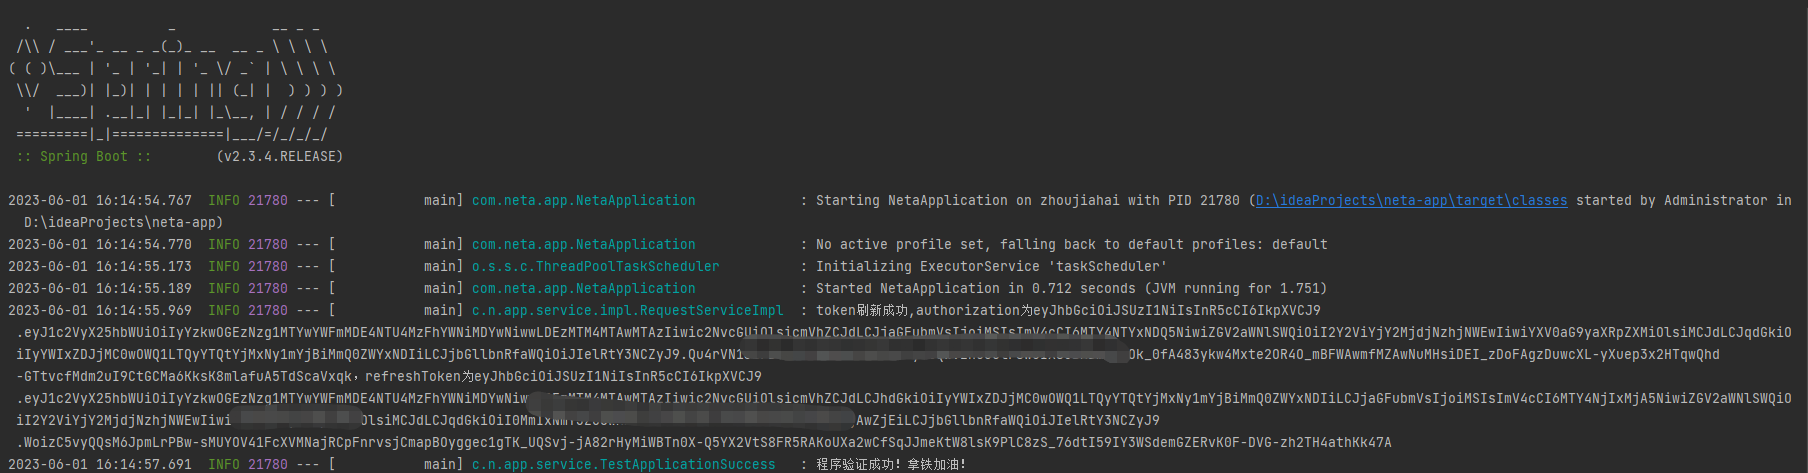 .   ____          _            __ _ _
 /\\ / ___'_ __ _ _(_)_ __  __ _ \ \ \ \
( ( )\___ | '_ | '_| | '_ \/ _` | \ \ \ \
 \\/  ___)| |_)| | | | | || (_| |  ) ) ) )
  '  |____| .__|_| |_|_| |_\__, | / / / /
 =========|_|==============|___/=/_/_/_/
 :: Spring Boot ::        (v2.3.4.RELEASE)
2023-06-01 16:14:54.767  INFO 21780 --- [           main] com.neta.app.NetaApplication             : Starting NetaApplication on zhoujiahai with PID 21780 (D:\ideaProjects\neta-app\target\classes started by Administrator in
 D:\ideaProjects\neta-app)
2023-06-01 16:14:54.770  INFO 21780 --- [           main] com.neta.app.NetaApplication             : No active profile set, falling back to default profiles: default
2023-06-01 16:14:55.173  INFO 21780 --- [           main] o.s.s.c.ThreadPoolTaskScheduler          : Initializing ExecutorService 'taskScheduler'
2023-06-01 16:14:55.189  INFO 21780 --- [           main] com.neta.app.NetaApplication             : Started NetaApplication in 0.712 seconds (JVM running for 1.751)
2023-06-01 16:14:55.969  INFO 21780 --- [           main] c.n.app.service.impl.RequestServiceImpl  : token刷新成功,authorization为eyJhbGciOiJSUzI1NiIsInR5cCI6IkpXVCJ9
.eyJ1c2VyX25hbWUiOiIyYzkwOGEzNzg1MTYwYWFmMDE4NTU4MzFhYWNiMDYwNiwwLDEzMTM4MTAwMTAzIiwic2NvcGUiOlsicmVhZCJdLCJjaGFubmVsIjoiMSIsImV4cCI6MTY4NTYxNDQ5NiwiZGV2aWNlSWQiOiI2Y2ViYjY2MjdjNzhjNWEwIiwiYXV0aG9yaXRpZXMiOlsiMCJdLCJqdGkiO
iIyYWIxZDJjMC0wOWQ1LTQyYTQtYjMxNy1mYjBiMmQ0ZWYxNDIiLCJjbGllbnRfaWQiOiJIelRtY3NCZyJ9.Qu4rVN1 Ok_0fA483ykw4Mxte2OR4O_mBFWAwmfMZAwNuMHsiDEI_zDoFAgzDuwcXL-yXuep3x2HTqwQhd
-GTtvcfMdm2uI9CtGCMa6KksK8mlafuA5TdScaVxqk，refreshToken为eyJhbGciOiJSUzI1NiIsInR5cCI6IkpXVCJ9
.eyJ1c2VyX25hbWUiOiIyYzkwOGEzNzg1MTYwYWFmMDE4NTU4MzFhYWNiMDYwNiw AwMTAzIiwic2NvcGUiOlsicmVhZCJdLCJhdGkiOiIyYWIxZDJjMC0wOWQ1LTQyYTQtYjMxNy1mYjBiMmQ0ZWYxNDIiLCJjaGFubmVsIjoiMSIsImV4cCI6MTY4NjIxMjA5NiwiZGV2aWNlSWQiO
iI2Y2ViYjY2MjdjNzhjNWEwIiwi OlsiMCJdLCJqdGkiOiI0MmIxNmY3Z jAwZjEiLCJjbGllbnRfaWQiOiJIelRtY3NCZyJ9
.WoizC5vyQQsM6JpmLrPBw-sMUYOV41FcXVMNajRCpFnrvsjCmapBOyggec1gTK_UQSvj-jA82rHyMiWBTn0X-Q5YX2VtS8FR5RAKoUXa2wCfSqJJmeKtW8lsK9PlC8zS_76dtI59IY3WSdemGZERvK0F-DVG-zh2TH4athKk47A
2023-06-01 16:14:57.691  INFO 21780 --- [           main] c.n.app.service.TestApplicationSuccess   : 程序验证成功！拿铁加油！